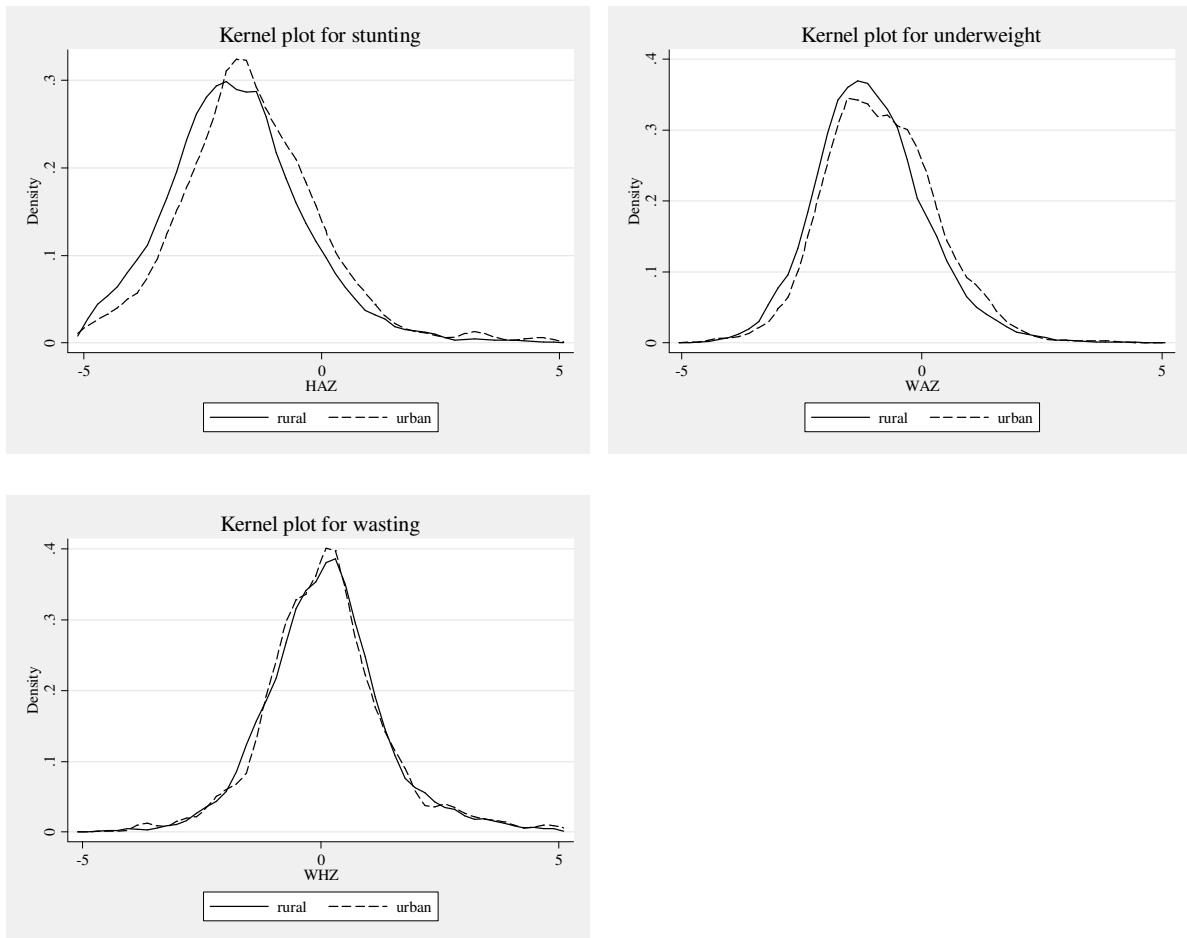 Kernel plot for stunting
.3
.2
.1
0
Density
-5 0 5
HAZ
rural urban
Kernel plot for underweight
.4
.3
.2
.1
0
Density
-5 0 5
WAZ
rural urban
Kernel plot for wasting
.4
.3
.2
.1
0
Density
-5 0 5
WHZ
rural urban